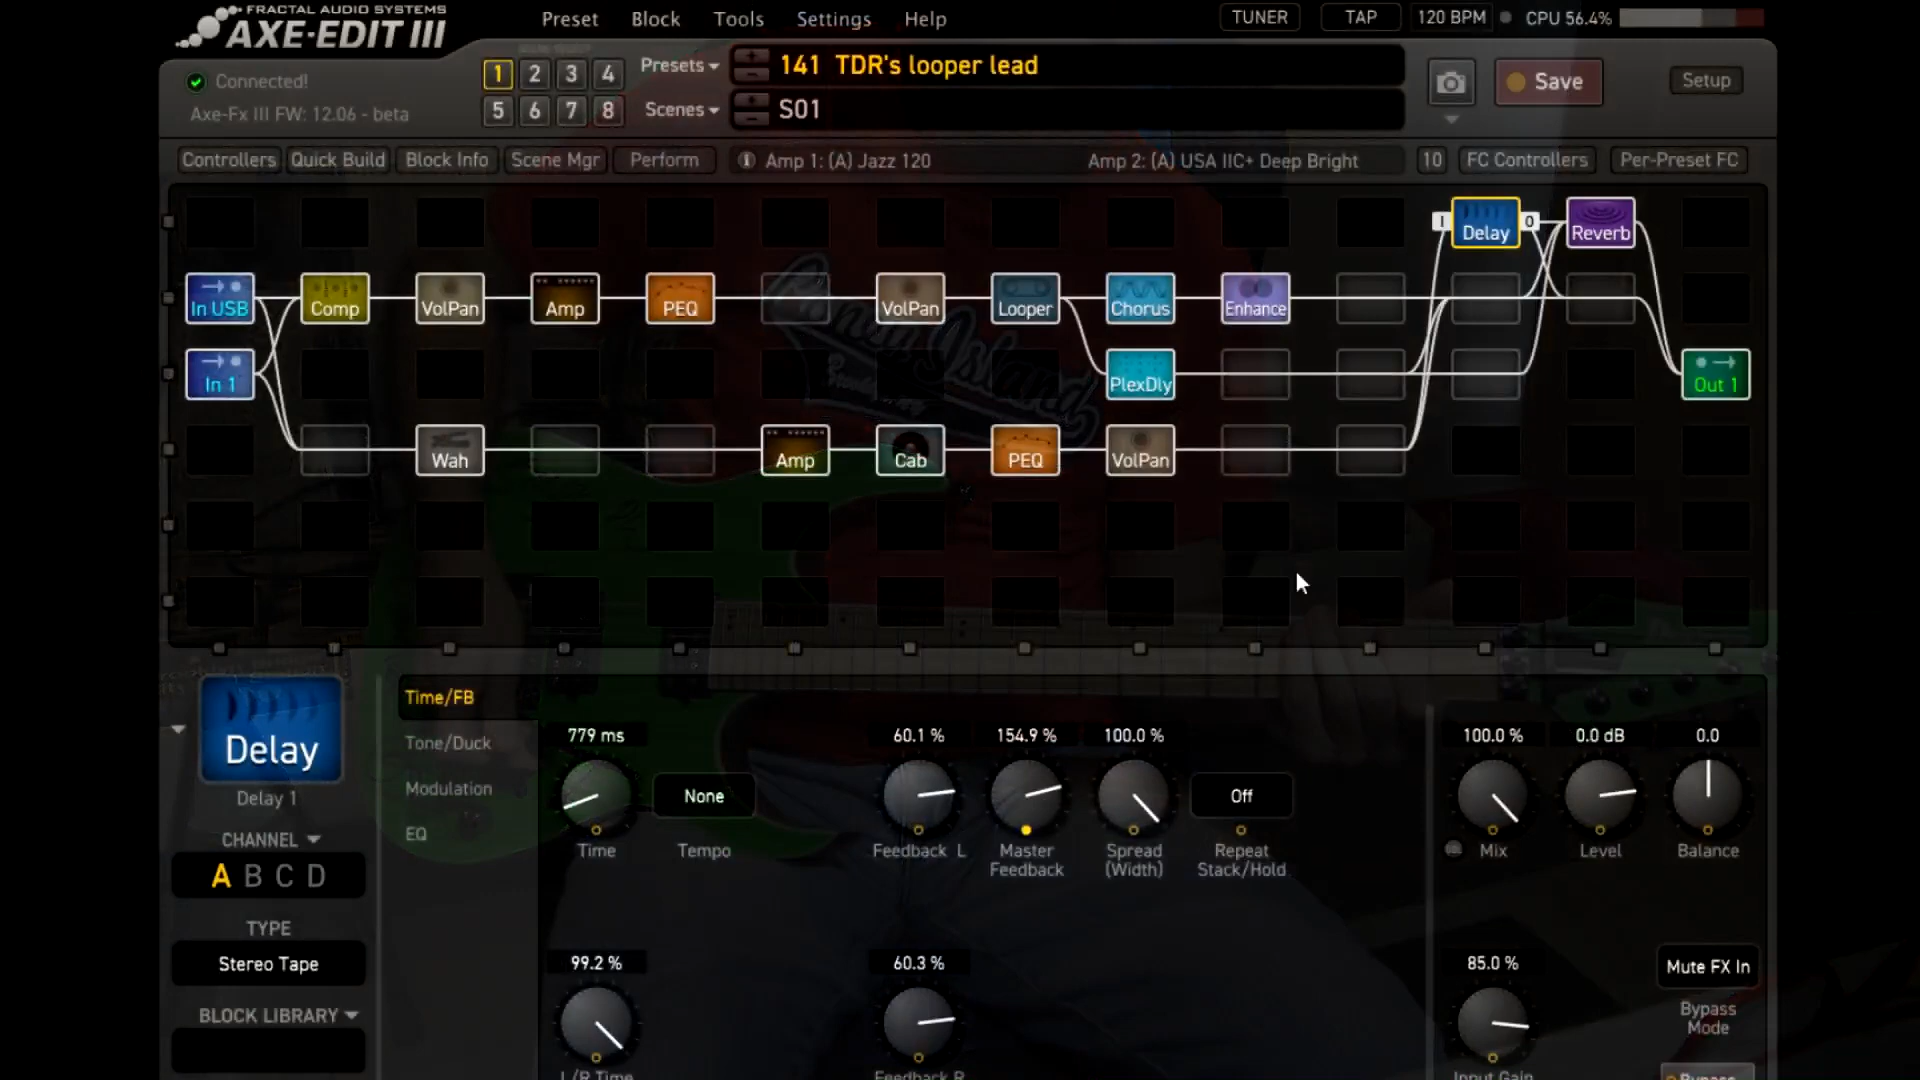 FRACTAL AUDIO SYSTEMS
AXE-EDIT III
Preset Block Tools Settings Help
TUNER TAP 120 BPM CPU 56.4%
Connected!
Axe-Fx III FW: 12.06 - beta
1 2 3 4
5 6 7 8
Presets 141 TDR's looper lead
Scenes S01
Save
Setup
Controllers Quick Build Block Info Scene Mgr Perform
Amp 1: (A) Jazz 120 Amp 2: (A) USA IIC+ Deep Bright
10 FC Controllers Per-Preset FC
I Delay O Reverb
In USB Comp VolPan Amp PEQ VolPan Looper Chorus Enhance
In 1 PlexDly Out 1
Wah Amp Cab PEQ VolPan
Coney Island
Delay
Delay 1
CHANNEL
A B C D
TYPE
Stereo Tape
BLOCK LIBRARY
Time/FB
Tone/Duck
Modulation
EQ
779 ms 60.1 % 154.9 % 100.0 % 100.0 % 0.0 dB 0.0
None Off
Time Tempo Feedback L Master Feedback Spread (Width) Repeat Stack/Hold Mix Level Balance
99.2 % 60.3 % 85.0 % Mute FX In
Bypass Mode
L/R Time Feedback R Input Gain Bypass